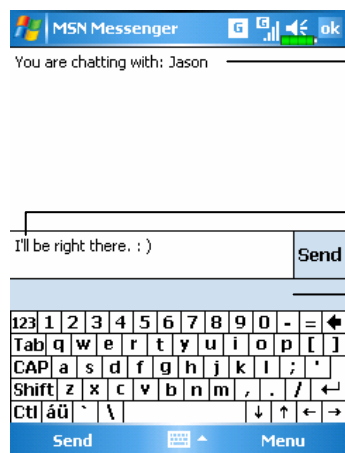 MSN Messenger G G ok
You are chatting with: Jason
I'll be right there. : )
Send
123 1 2 3 4 5 6 7 8 9 0 - =
Tab q w e r t y u i o p [ ]
CAP a s d f g h j k l ; '
Shift z x c v b n m , . /
Ctl áü ` \
Send Menu